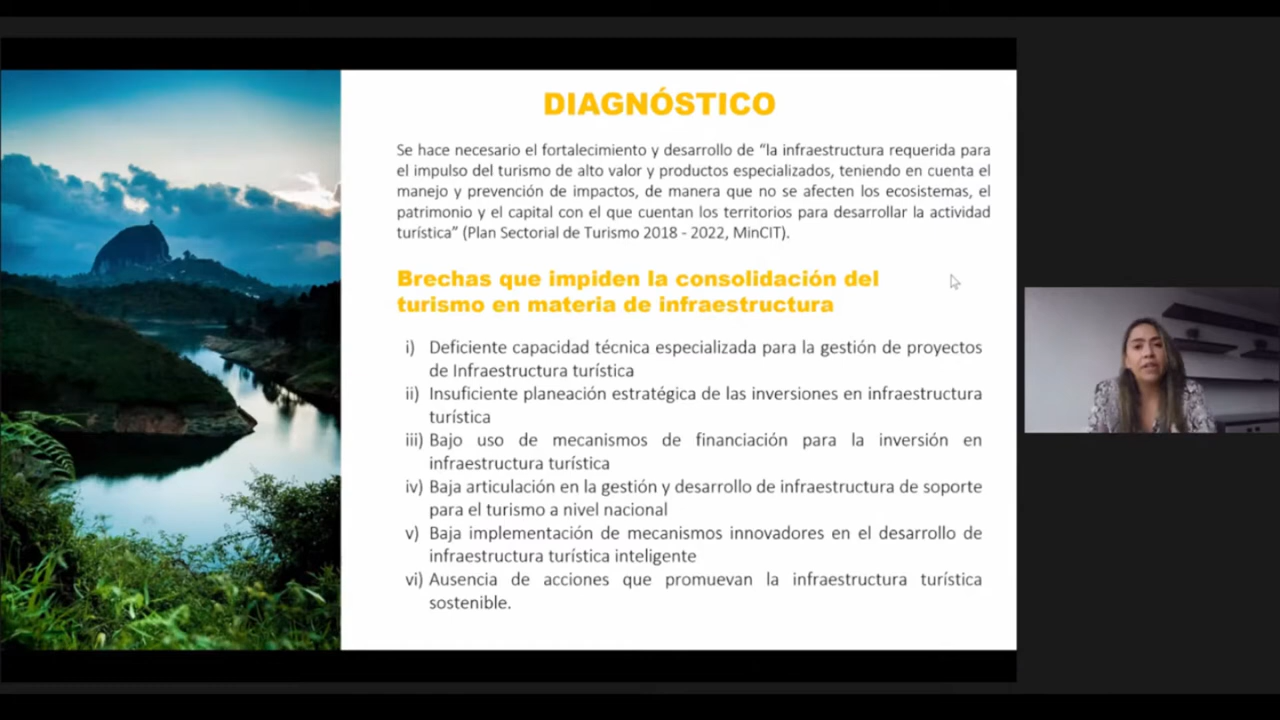 DIAGNÓSTICO
Se hace necesario el fortalecimiento y desarrollo de “la infraestructura requerida para
el impulso del turismo de alto valor y productos especializados, teniendo en cuenta el
manejo y prevención de impactos, de manera que no se afecten los ecosistemas, el
patrimonio y el capital con el que cuentan los territorios para desarrollar la actividad
turística” (Plan Sectorial de Turismo 2018 - 2022, MinCIT).
Brechas que impiden la consolidación del
turismo en materia de infraestructura
i) Deficiente capacidad técnica especializada para la gestión de proyectos
de Infraestructura turística
ii) Insuficiente planeación estratégica de las inversiones en infraestructura
turística
iii) Bajo uso de mecanismos de financiación para la inversión en
infraestructura turística
iv) Baja articulación en la gestión y desarrollo de infraestructura de soporte
para el turismo a nivel nacional
v) Baja implementación de mecanismos innovadores en el desarrollo de
infraestructura turística inteligente
vi) Ausencia de acciones que promuevan la infraestructura turística
sostenible.